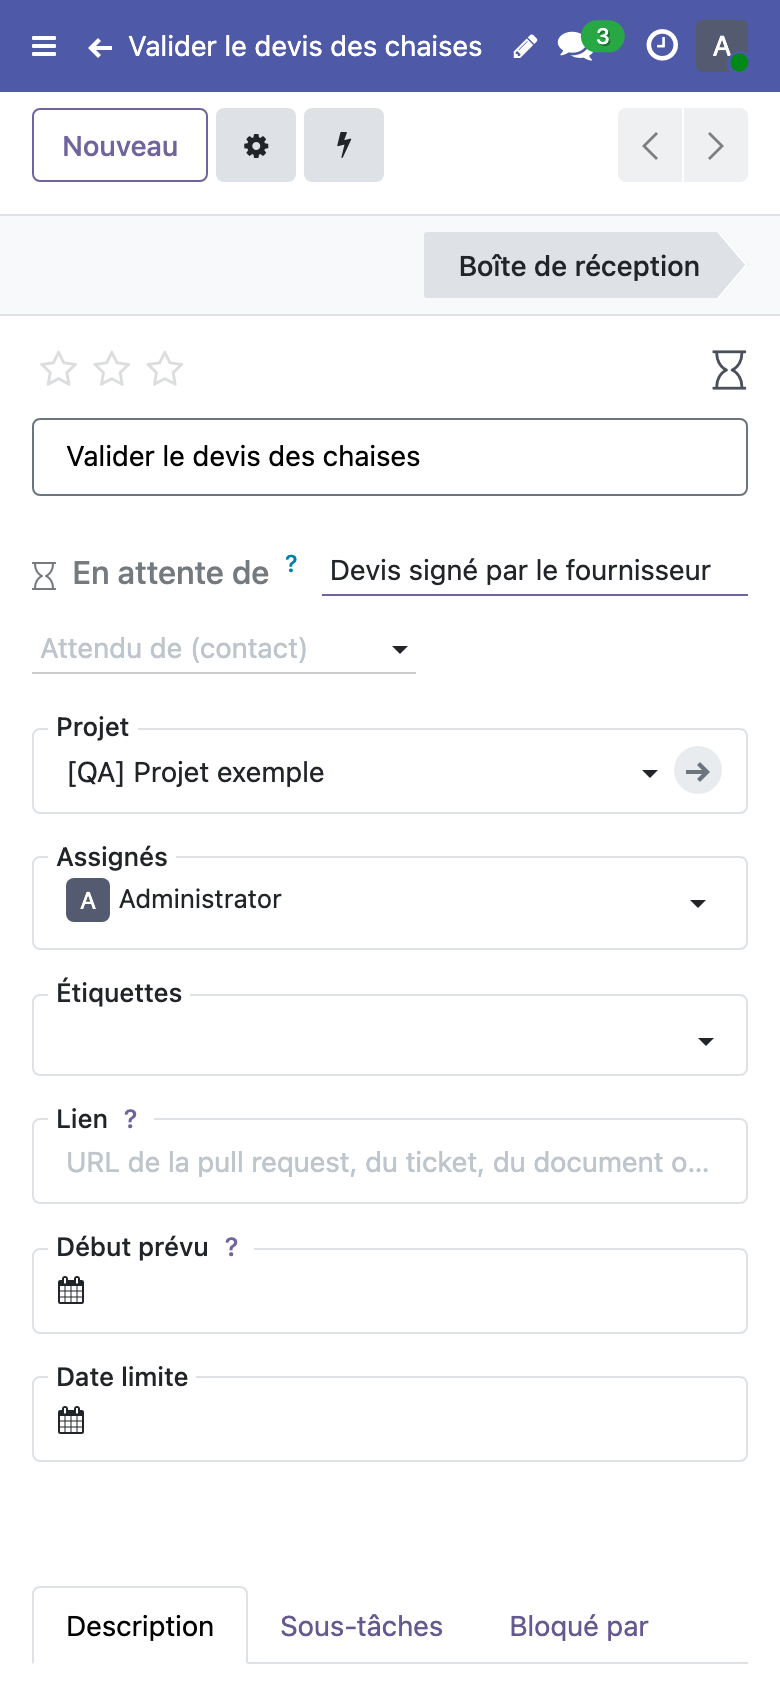 Valider le devis des chaises
3
A
Nouveau
Boîte de réception
Valider le devis des chaises
En attente de ?
Devis signé par le fournisseur
Attendu de (contact)
Projet
[QA] Projet exemple
Assignés
A Administrator
Étiquettes
Lien ?
URL de la pull request, du ticket, du document o...
Début prévu ?
Date limite
Description
Sous-tâches
Bloqué par